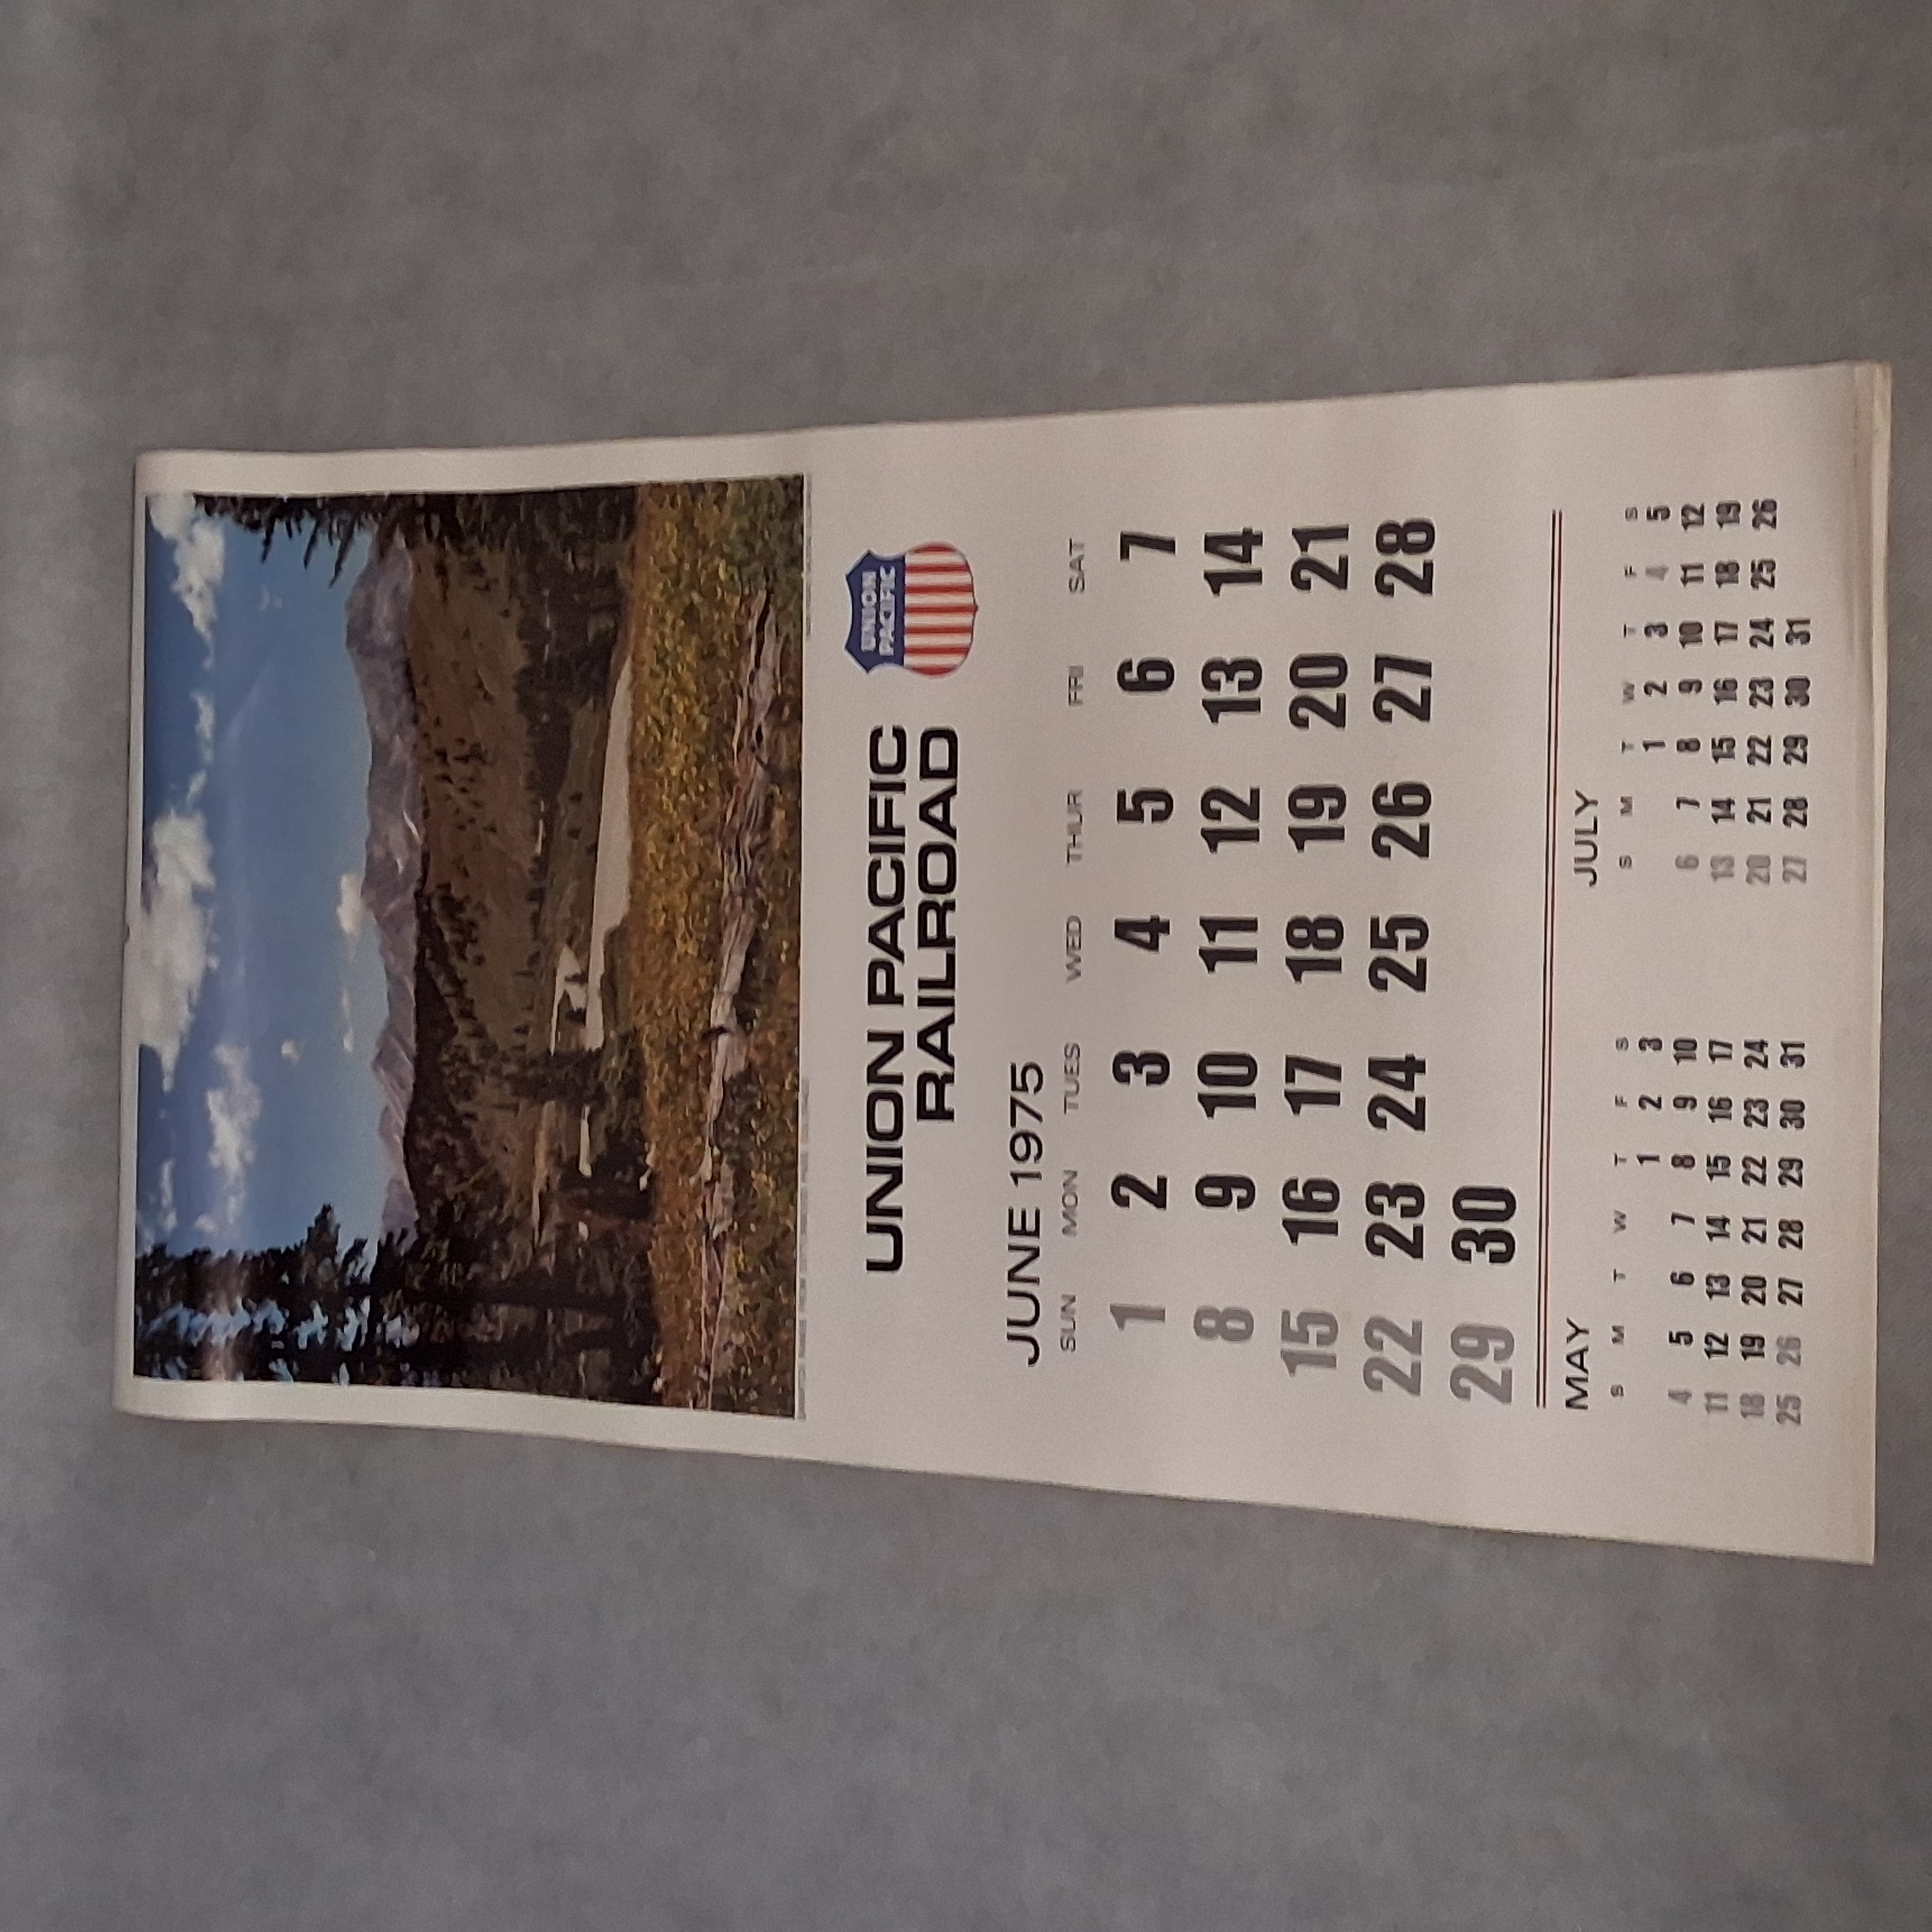 UNION PACIFIC
RAILROAD
UNION
PACIFIC
JUNE 1975
SUN MON TUES WED THUR FRI SAT
1 2 3 4 5 6 7
8 9 10 11 12 13 14
15 16 17 18 19 20 21
22 23 24 25 26 27 28
29 30
MAY
S M T W T F S
1 2 3
4 5 6 7 8 9 10
11 12 13 14 15 16 17
18 19 20 21 22 23 24
25 26 27 28 29 30 31
JULY
S M T W T F S
1 2 3 4 5
6 7 8 9 10 11 12
13 14 15 16 17 18 19
20 21 22 23 24 25 26
27 28 29 30 31